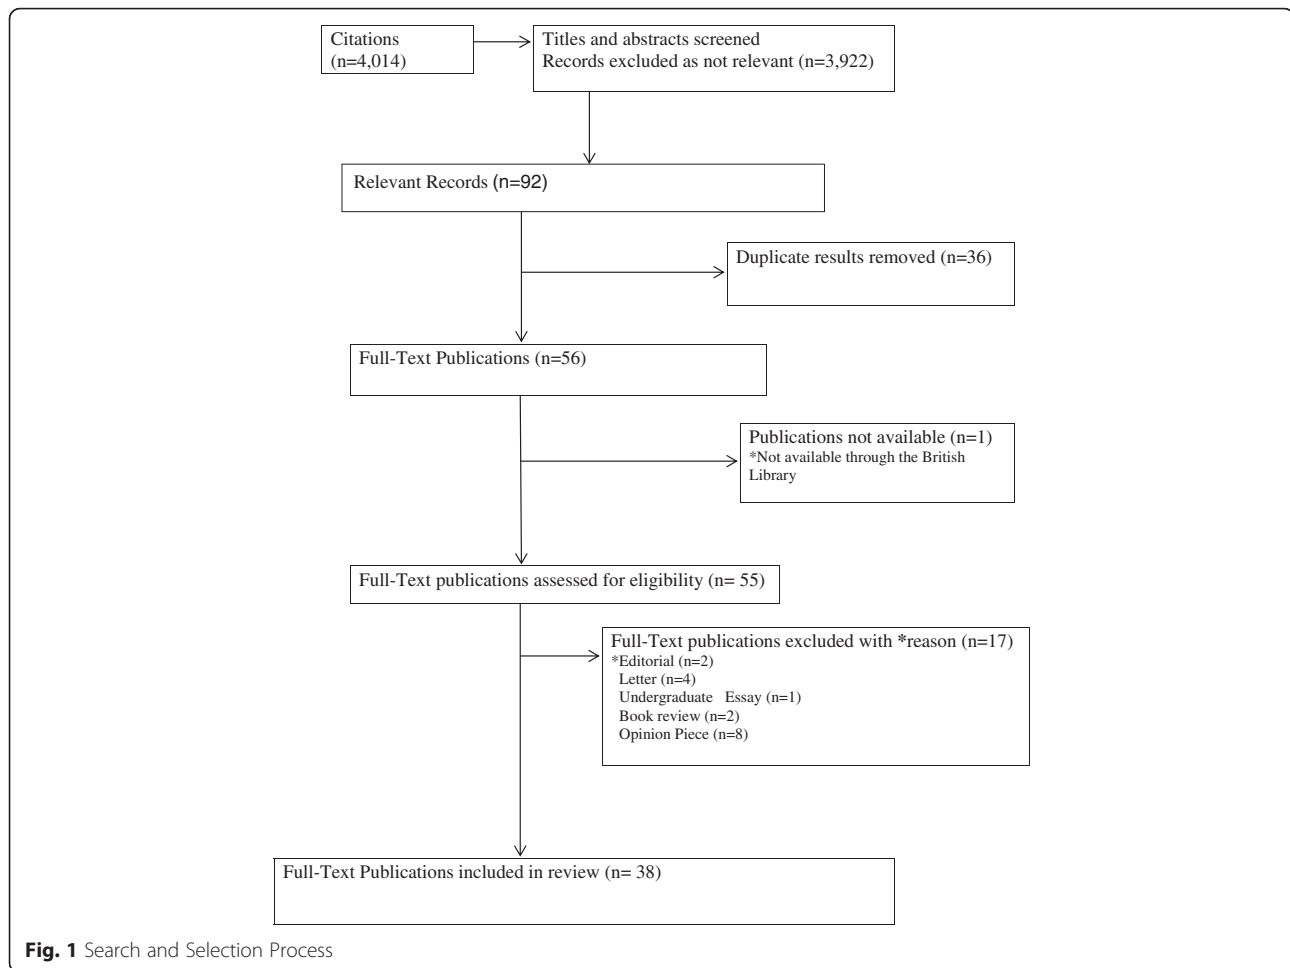 Citations
(n=4,014)
Titles and abstracts screened
Records excluded as not relevant (n=3,922)
Relevant Records (n=92)
Duplicate results removed (n=36)
Full-Text Publications (n=56)
Publications not available (n=1)
*Not available through the British
Library
Full-Text publications assessed for eligibility (n= 55)
Full-Text publications excluded with *reason (n=17)
*Editorial (n=2)
Letter (n=4)
Undergraduate Essay (n=1)
Book review (n=2)
Opinion Piece (n=8)
Full-Text Publications included in review (n= 38)
Fig. 1 Search and Selection Process